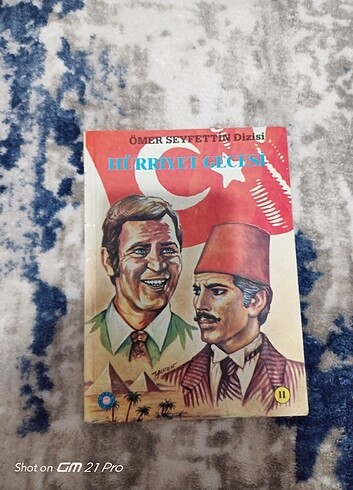 ÖMER SEYFETTİN Dizisi
HÜRRİYET GECESİ
11
Shot on GM 21 Pro